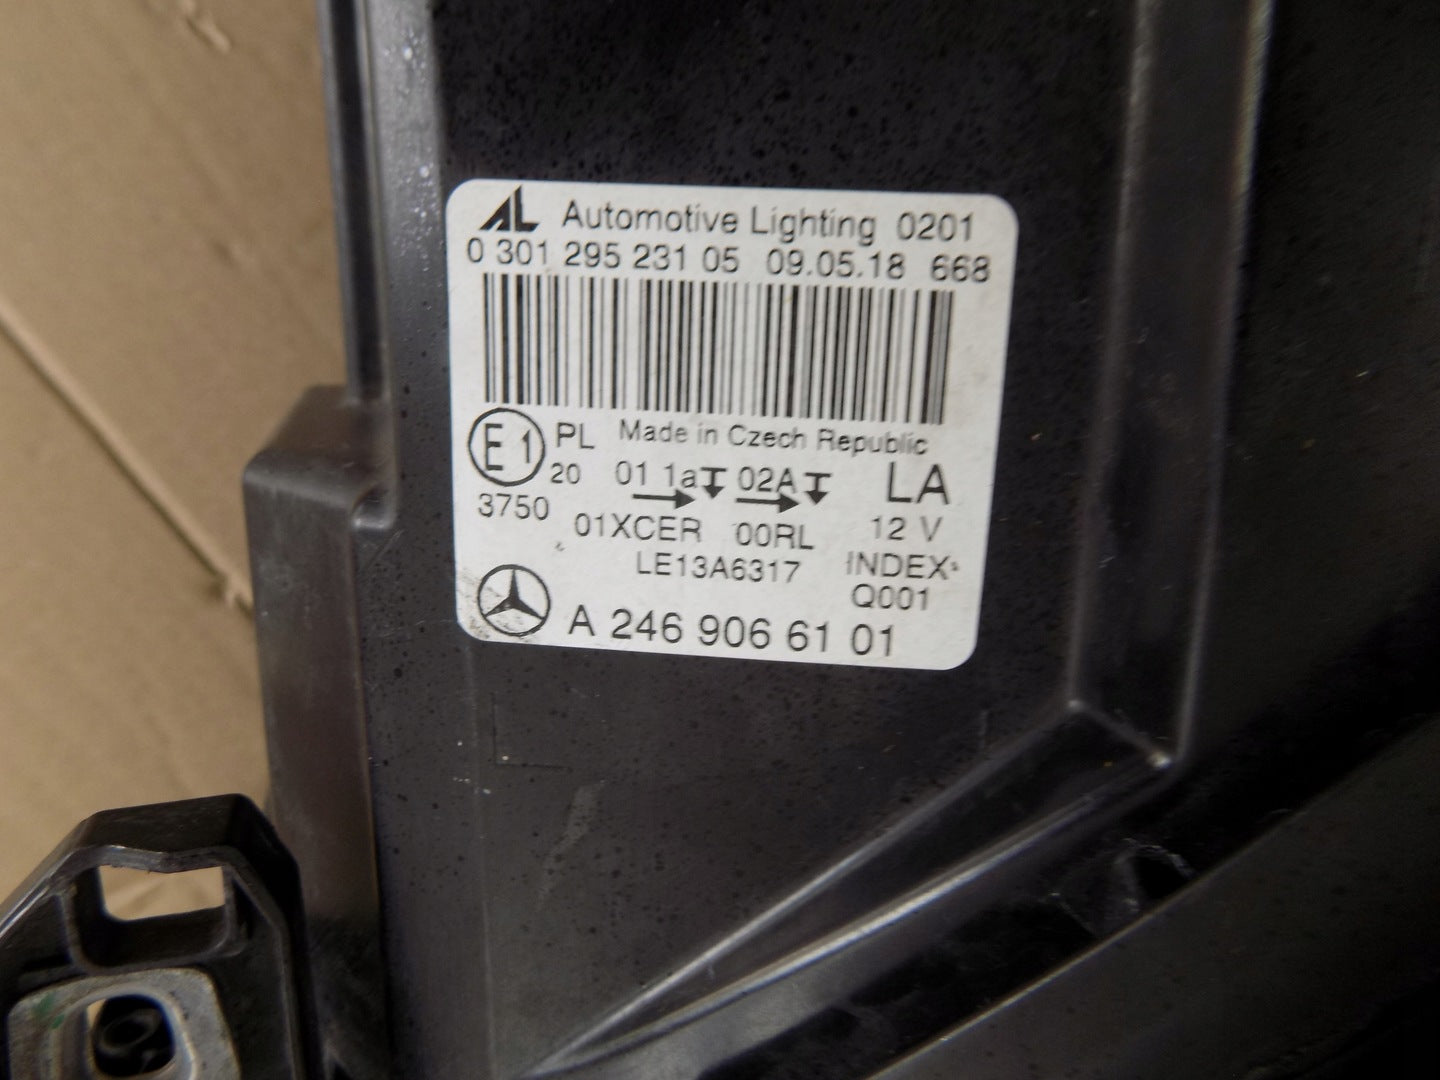 AL Automotive Lighting 0201
0 301 295 231 05 09.05.18 668
E1 PL Made in Czech Republic
20 01 1a 02A LA
3750 01XCER 00RL 12 V
LE13A6317 INDEX:
Q001
A 246 906 61 01